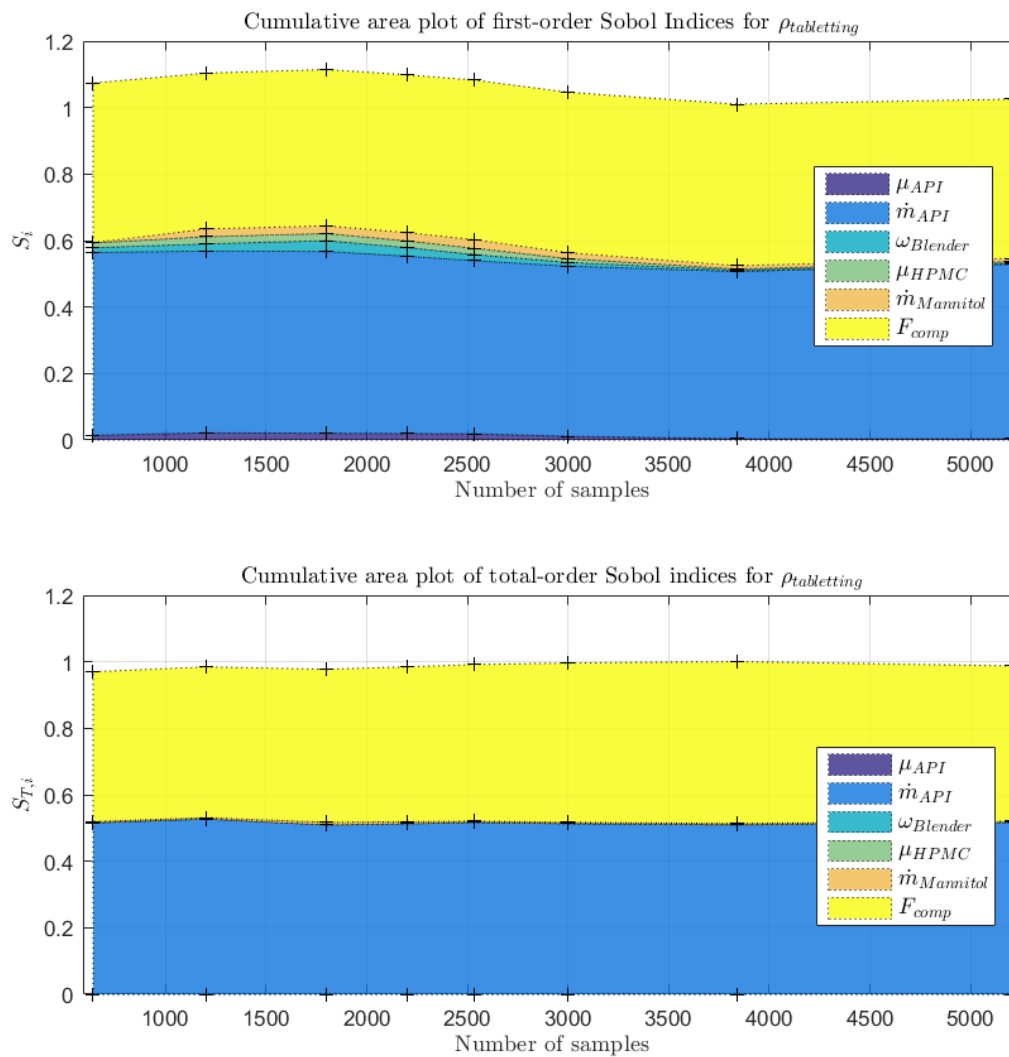 Cumulative area plot of first-order Sobol Indices for ρ_tabletting
1.2
1
0.8
0.6
0.4
0.2
0
S_i
μ_API
ṁ_API
ω_Blender
μ_HPMC
ṁ_Mannitol
F_comp
1000 1500 2000 2500 3000 3500 4000 4500 5000
Number of samples
Cumulative area plot of total-order Sobol indices for ρ_tabletting
1.2
1
0.8
0.6
0.4
0.2
0
S_T,i
μ_API
ṁ_API
ω_Blender
μ_HPMC
ṁ_Mannitol
F_comp
1000 1500 2000 2500 3000 3500 4000 4500 5000
Number of samples